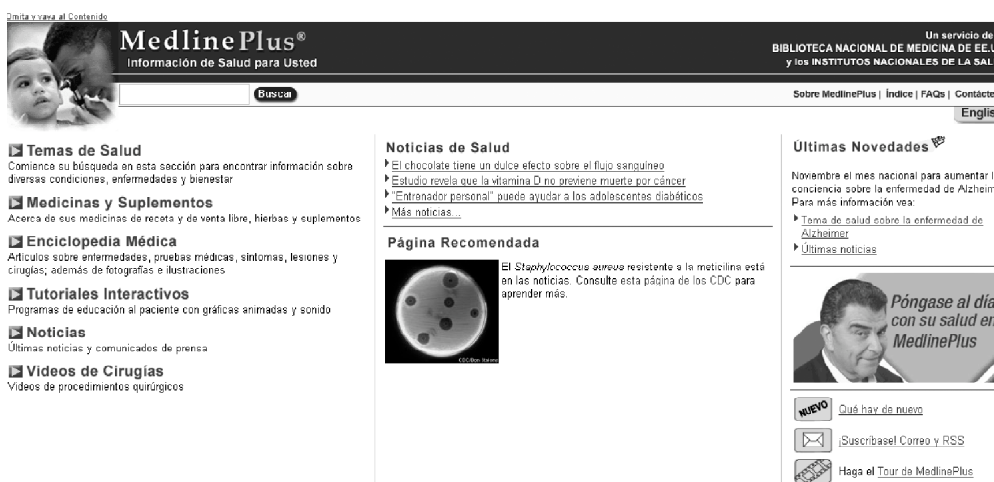 Omita y vaya al Contenido
MedlinePlus®
Información de Salud para Usted
Un servicio de
BIBLIOTECA NACIONAL DE MEDICINA DE EE.U
y los INSTITUTOS NACIONALES DE LA SAL
Buscar
Sobre MedlinePlus | Índice | FAQs | Contácte
Englis
Temas de Salud
Comience su búsqueda en esta sección para encontrar información sobre
diversas condiciones, enfermedades y bienestar
Medicinas y Suplementos
Acerca de sus medicinas de receta y de venta libre, hierbas y suplementos
Enciclopedia Médica
Artículos sobre enfermedades, pruebas médicas, síntomas, lesiones y
cirugías; además de fotografías e ilustraciones
Tutoriales Interactivos
Programas de educación al paciente con gráficas animadas y sonido
Noticias
Últimas noticias y comunicados de prensa
Videos de Cirugías
Videos de procedimientos quirúrgicos
Noticias de Salud
El chocolate tiene un dulce efecto sobre el flujo sanguíneo
Estudio revela que la vitamina D no previene muerte por cáncer
"Entrenador personal" puede ayudar a los adolescentes diabéticos
Más noticias...
Página Recomendada
El Staphylococcus aureus resistente a la meticilina está
en las noticias. Consulte esta página de los CDC para
aprender más.
Últimas Novedades
Noviembre el mes nacional para aumentar l
conciencia sobre la enfermedad de Alzheim
Para más información vea:
Tema de salud sobre la enfermedad de
Alzheimer
Últimas noticias
Póngase al día
con su salud en
MedlinePlus
NUEVO
Qué hay de nuevo
¡Suscríbase! Correo y RSS
Haga el Tour de MedlinePlus